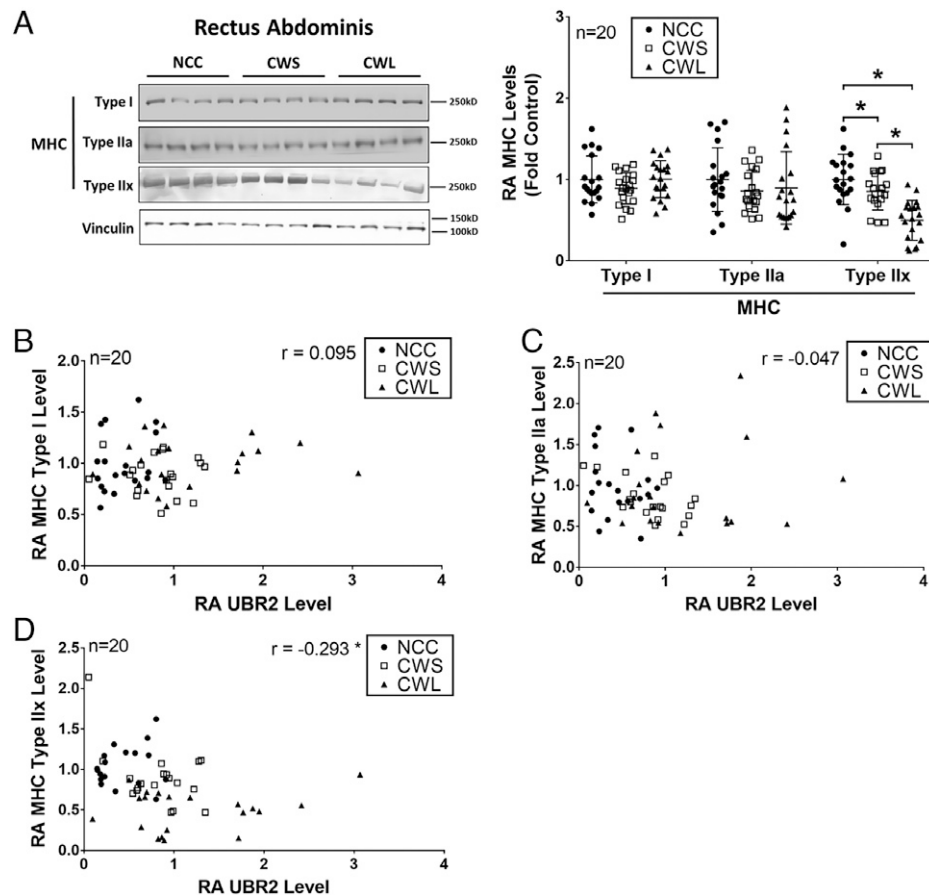 A
Rectus Abdominis
NCC CWS CWL
MHC
Type I
250kD
Type IIa
250kD
Type IIx
250kD
Vinculin
150kD
100kD
n=20
NCC
CWS
CWL
RA MHC Levels
(Fold Control)
3
2
1
0
* * *
Type I Type IIa Type IIx
MHC
B
n=20
r = 0.095
NCC
CWS
CWL
RA MHC Type I Level
2.0
1.5
1.0
0.5
0.0
0 1 2 3 4
RA UBR2 Level
C
n=20
r = -0.047
NCC
CWS
CWL
RA MHC Type IIa Level
2.5
2.0
1.5
1.0
0.5
0.0
0 1 2 3 4
RA UBR2 Level
D
n=20
r = -0.293 *
NCC
CWS
CWL
RA MHC Type IIx Level
2.5
2.0
1.5
1.0
0.5
0.0
0 1 2 3 4
RA UBR2 Level